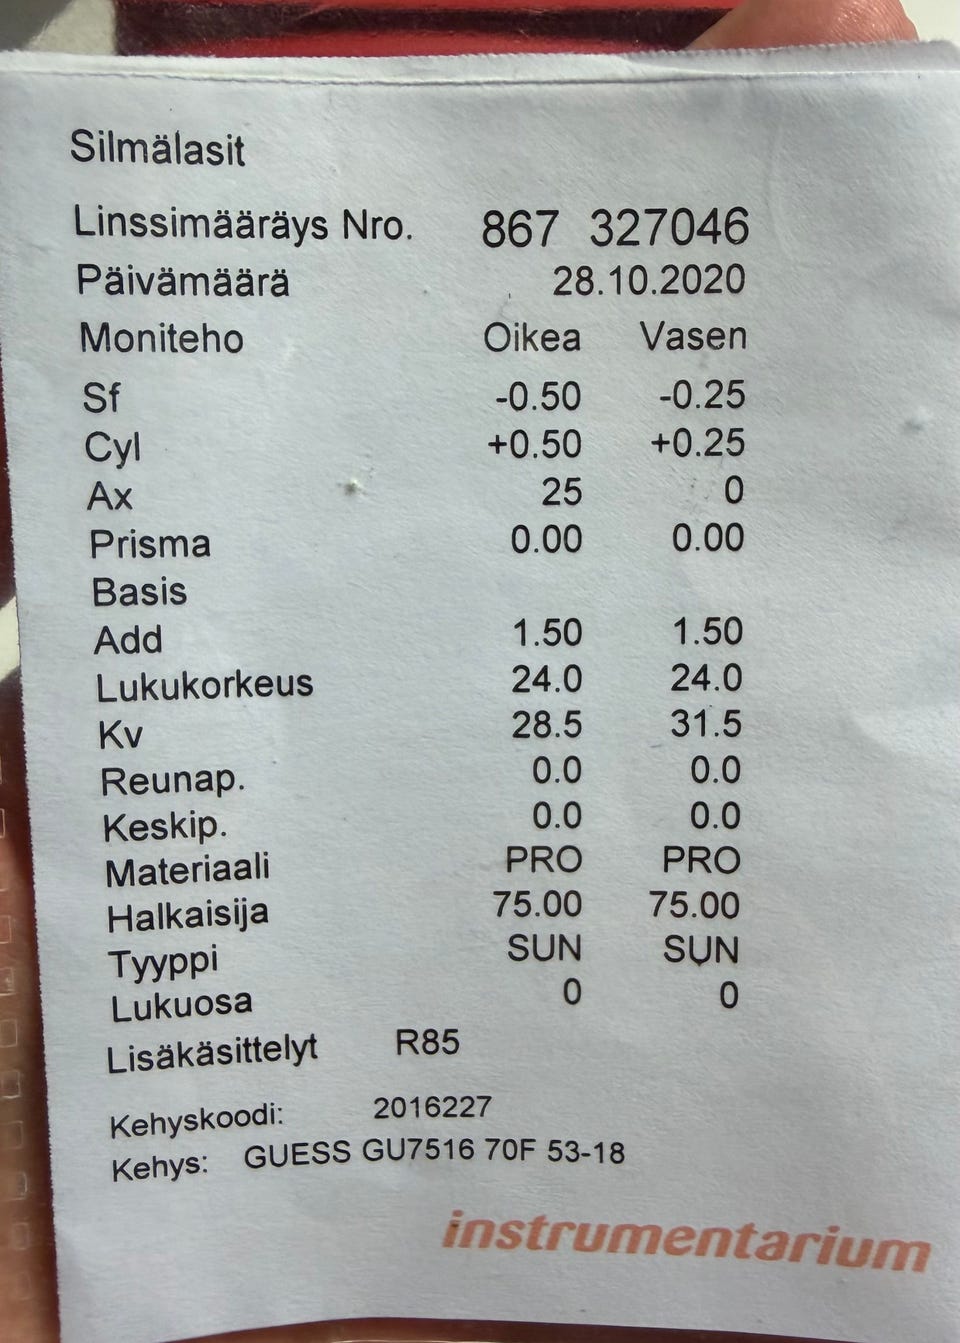 Silmälasit
Linssimääräys Nro. 867 327046
Päivämäärä 28.10.2020
Moniteho Oikea Vasen
Sf -0.50 -0.25
Cyl +0.50 +0.25
Ax 25 0
Prisma 0.00 0.00
Basis
Add 1.50 1.50
Lukukorkeus 24.0 24.0
Kv 28.5 31.5
Reunap. 0.0 0.0
Keskip. 0.0 0.0
Materiaali PRO PRO
Halkaisija 75.00 75.00
Tyyppi SUN SUN
Lukuosa 0 0
Lisäkäsittelyt R85
Kehyskoodi: 2016227
Kehys: GUESS GU7516 70F 53-18
instrumentarium